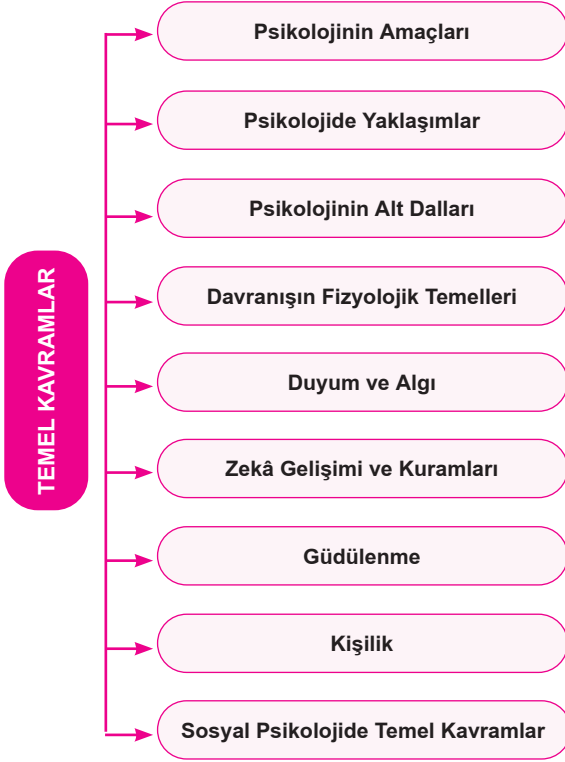 TEMEL KAVRAMLAR
Psikolojinin Amaçları
Psikolojide Yaklaşımlar
Psikolojinin Alt Dalları
Davranışın Fizyolojik Temelleri
Duyum ve Algı
Zekâ Gelişimi ve Kuramları
Güdülenme
Kişilik
Sosyal Psikolojide Temel Kavramlar